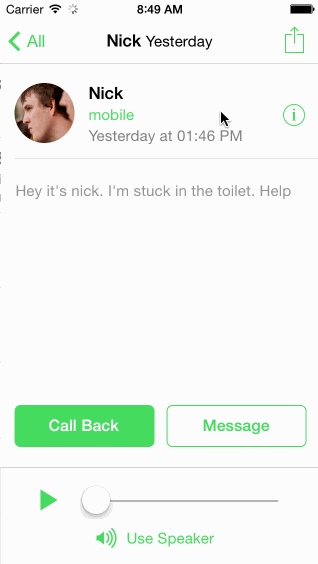 Carrier 8:49 AM
All Nick Yesterday
Nick
mobile
Yesterday at 01:46 PM
Hey it's nick. I'm stuck in the toilet. Help
Call Back Message
Use Speaker